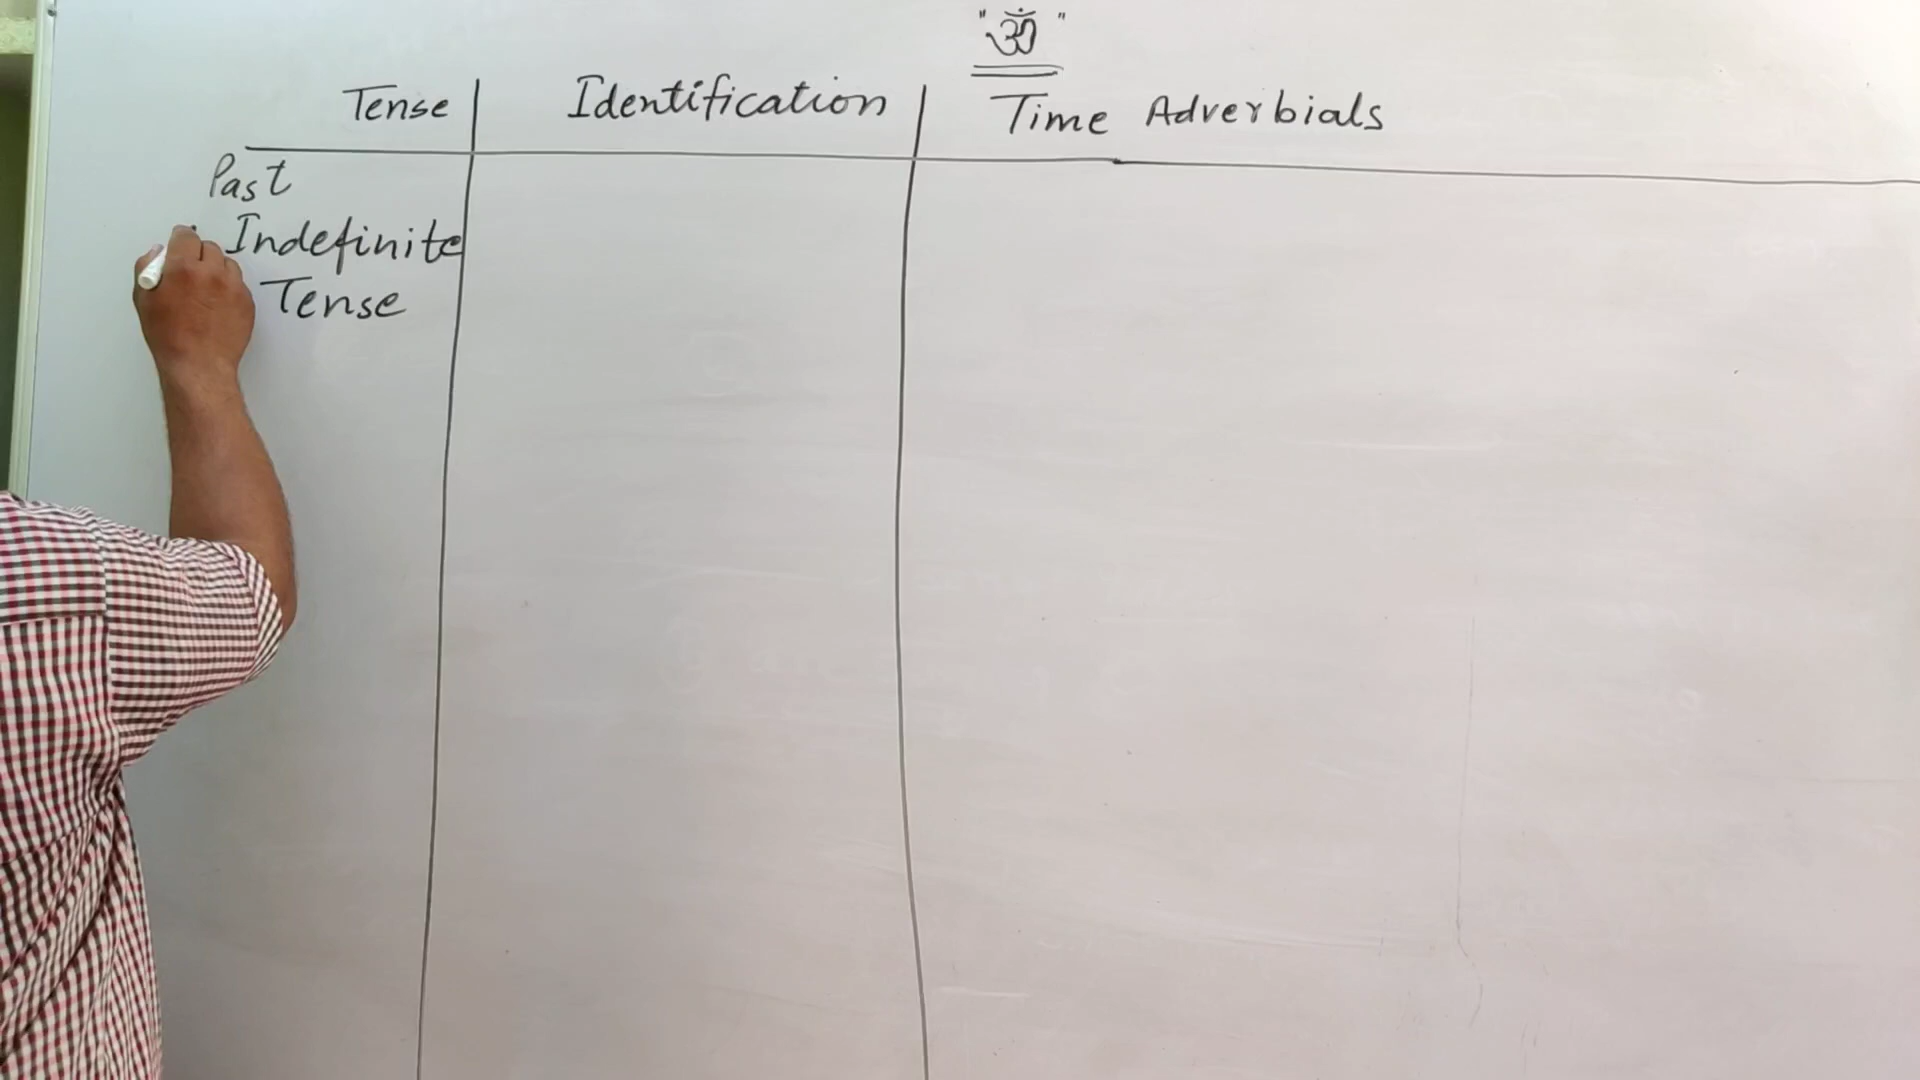 "ॐ"
Tense Identification Time Adverbials
Past
Indefinite
Tense